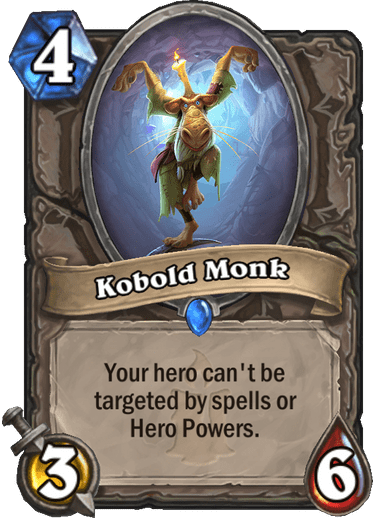 4
Kobold Monk
Your hero can't be
targeted by spells or
Hero Powers.
3
6